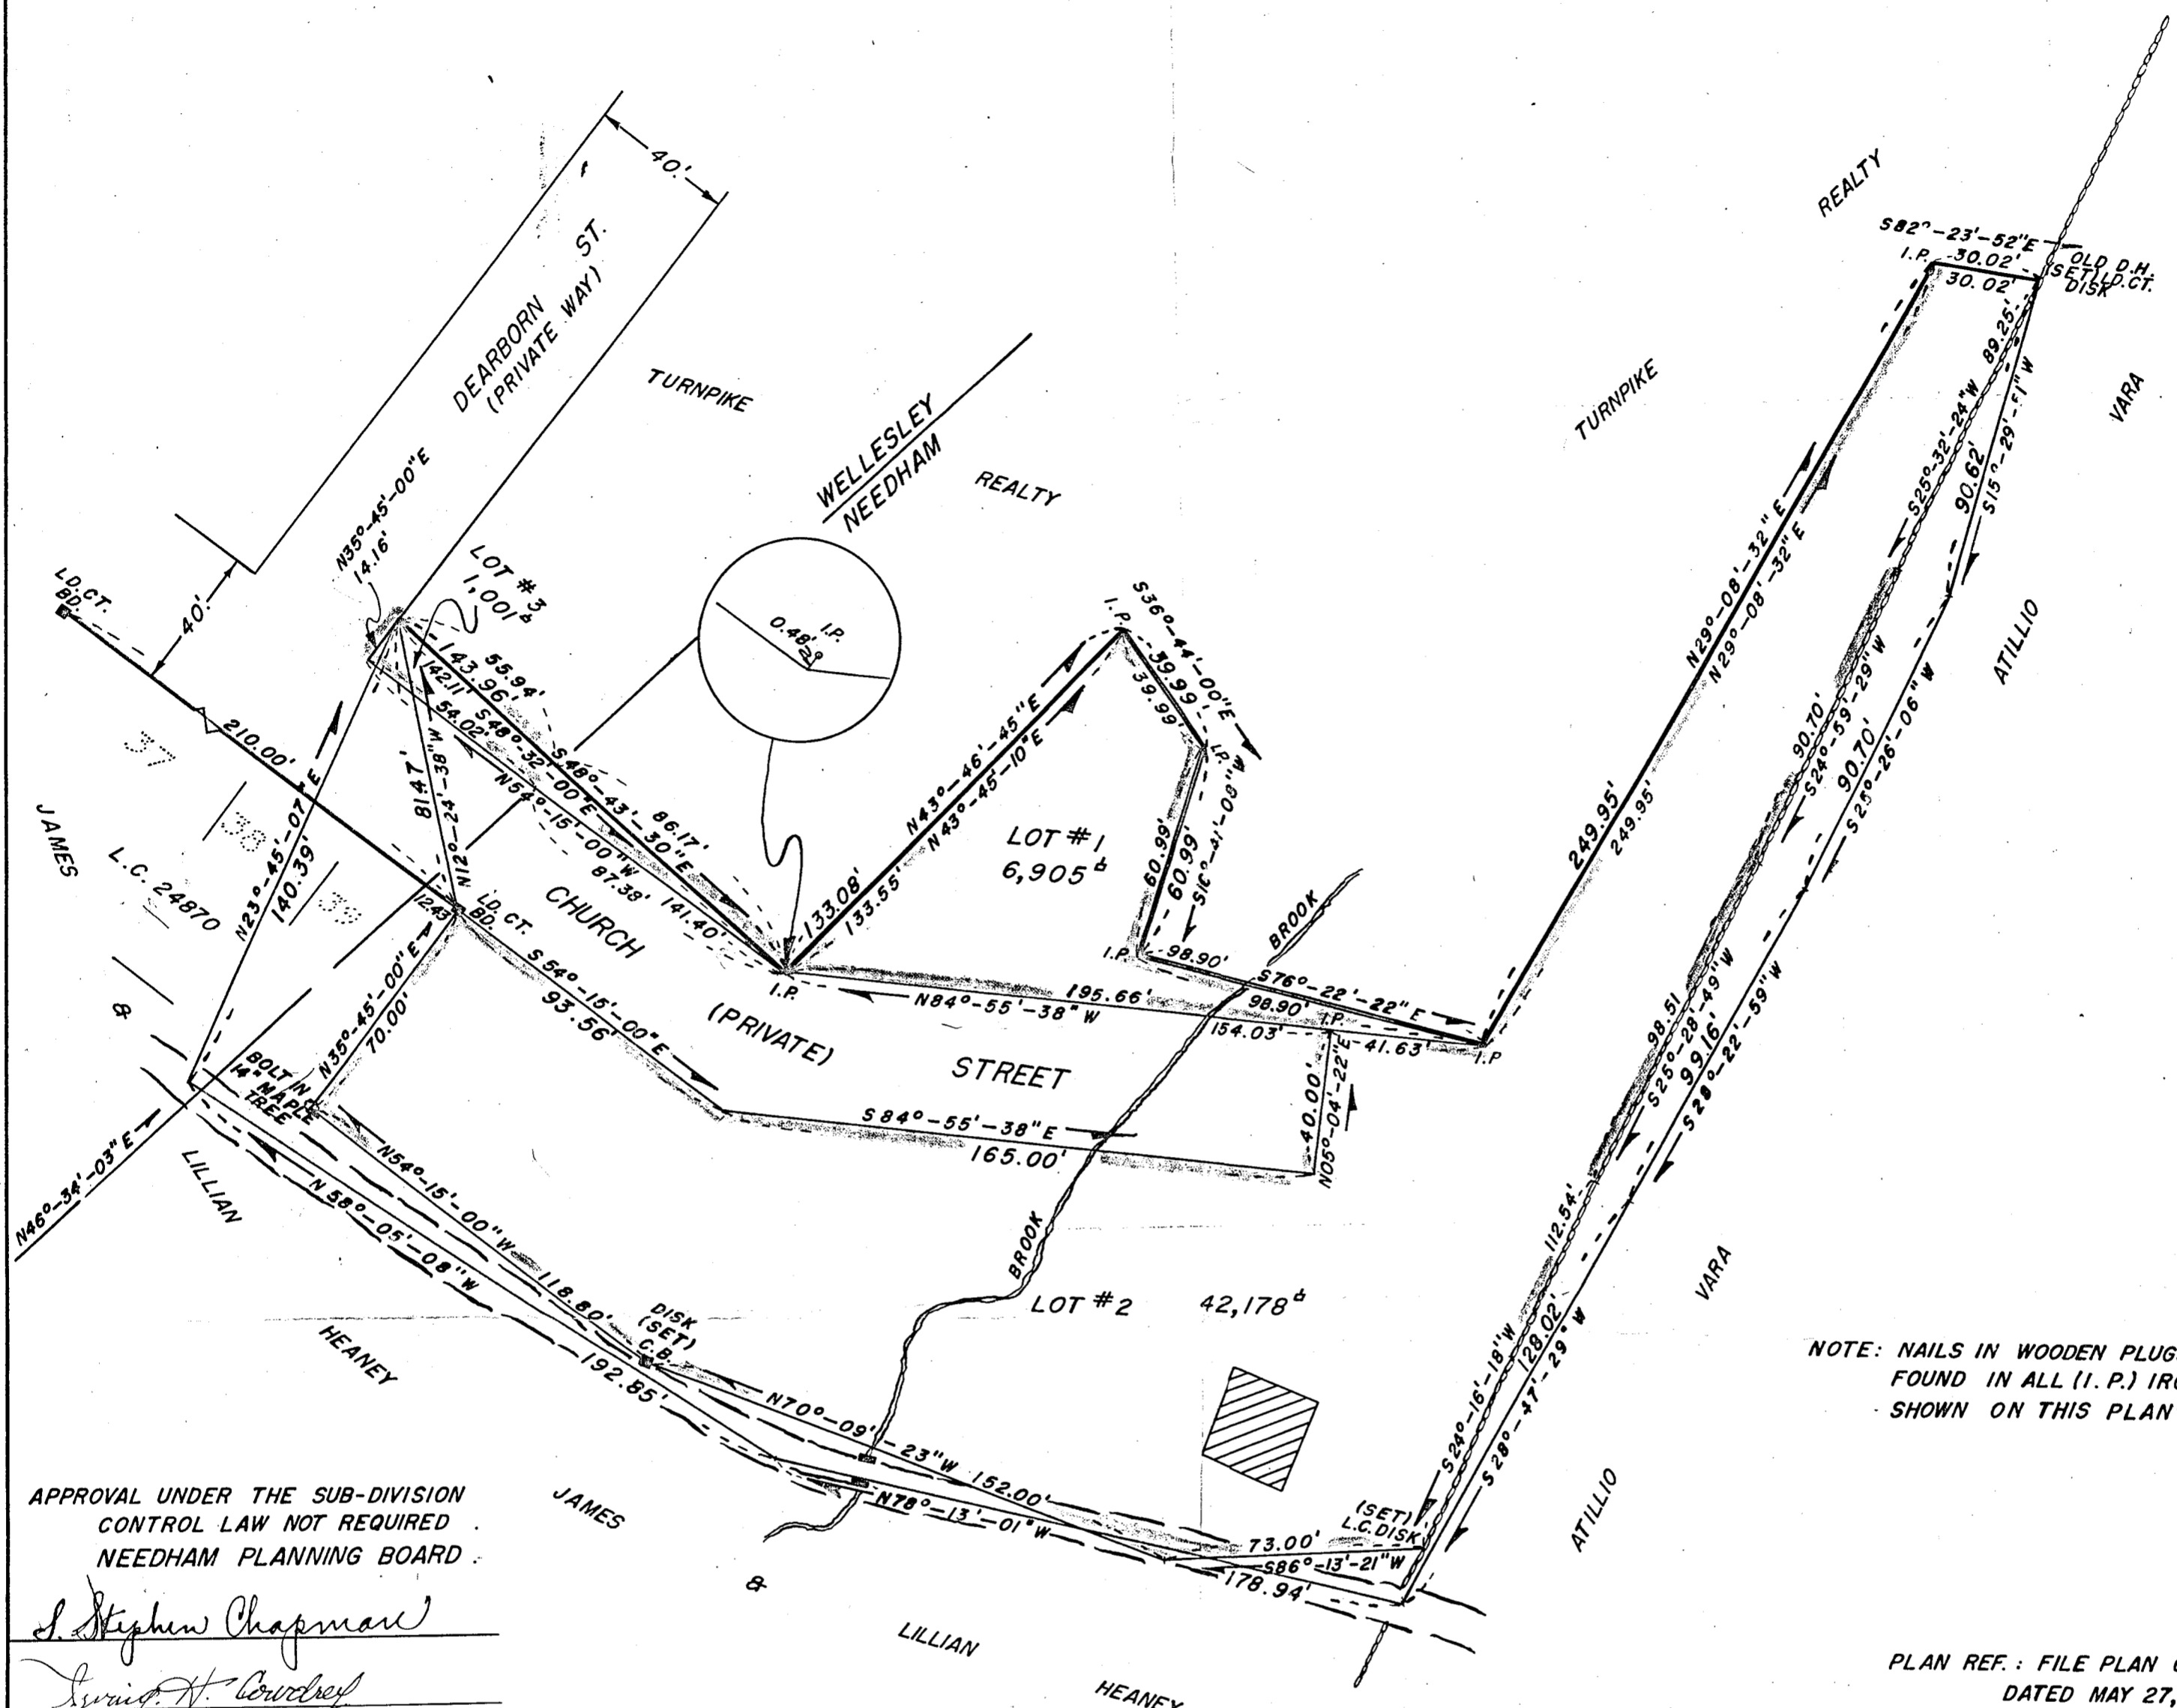 40'
DEARBORN ST.
(PRIVATE WAY)
TURNPIKE
REALTY
WELLESLEY
NEEDHAM
TURNPIKE
REALTY
S82°-23'-52"E
I.P. 30.02'
30.02'
OLD D.H.
(SET) LD.CT.
DISK
89.25'
S25°-32'-24"W
90.62'
VARA
ATILLIO
N35°-45'-00"E
14.16'
LOT #3
1,001
LD.CT.
BD.
40'
210.00'
37
38
39
JAMES
L.C. 24870
&
N23°-45'-07"E
140.39'
143.96'
55.94'
142.11'
54.02'
S48°-32'-00"E
S48°-43'-30"E
86.17'
N54°-15'-00"W
87.38'
141.40'
81.47'
N12°-24'-38"W
12.43
LD. CT.
BD.
I.P.
0.48'
2
I.P.
N43°-46'-45"E
N43°-45'-10"E
133.08'
133.55'
I.P.
S36°-44'-00"E
39.99'
39.99'
I.P.
60.99'
60.99'
LOT #1
6,905
I.P.
98.90'
S76°-22'-22"E
98.90'
I.P.
BROOK
195.66'
N84°-55'-38"W
154.03'
41.63'
I.P
N29°-08'-32"E
N29°-08'-32"E
249.95'
249.95'
90.70'
S24°-59'-29"W
90.70'
S25°-26'-06"W
98.51
S25°-28'-49"W
99.16'
S28°-22'-59"W
CHURCH
(PRIVATE)
STREET
S54°-15'-00"E
93.56'
S84°-55'-38"E
165.00'
40.00'
N05°-04'-22"E
N35°-45'-00"E
70.00'
BOLT IN
14" MAPLE
TREE
N46°-34'-03"E
LILLIAN
HEANEY
N54°-15'-00"W
118.80'
N58°-05'-08"W
192.85'
DISK
(SET)
C.B.
BROOK
LOT #2 42,178
112.54'
S24°-16'-18"W
128.02'
S28°-47'-29"W
VARA
ATILLIO
N70°-09'-23"W 152.00'
N78°-13'-01"W
178.94'
73.00'
S86°-13'-21"W
(SET)
L.C. DISK
JAMES
&
LILLIAN
HEANEY
NOTE: NAILS IN WOODEN PLUG
FOUND IN ALL (I.P.) IR
SHOWN ON THIS PLAN
APPROVAL UNDER THE SUB-DIVISION
CONTROL LAW NOT REQUIRED
NEEDHAM PLANNING BOARD
S. Stephen Chapman
Irving H. Cowdrey
PLAN REF.: FILE PLAN
DATED MAY 27,